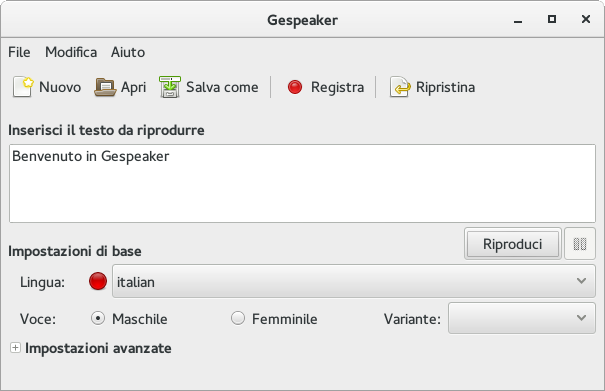 Gespeaker
File Modifica Aiuto
Nuovo Apri Salva come Registra Ripristina
Inserisci il testo da riprodurre
Benvenuto in Gespeaker
Riproduci
Impostazioni di base
Lingua: italian
Voce: Maschile Femminile Variante:
Impostazioni avanzate